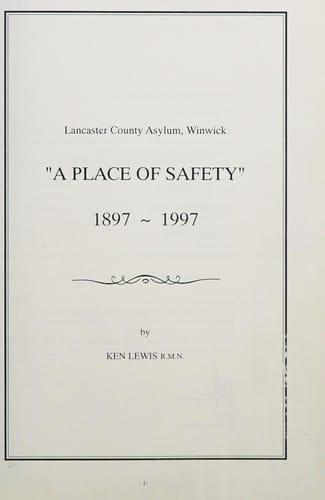 Lancaster County Asylum, Winwick
"A PLACE OF SAFETY"
1897 ~ 1997
by
KEN LEWIS R.M.N.
- 1-